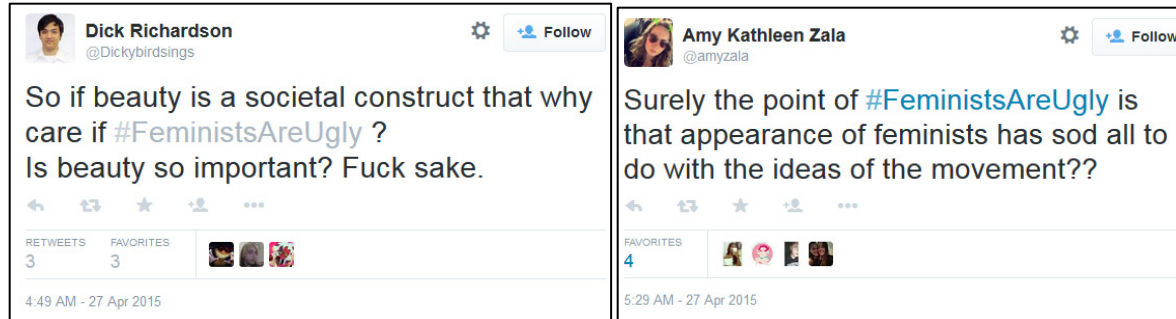 Dick Richardson
@Dickybirdsings
Follow
So if beauty is a societal construct that why
care if #FeministsAreUgly ?
Is beauty so important? Fuck sake.
RETWEETS FAVORITES
3 3
4:49 AM - 27 Apr 2015
Amy Kathleen Zala
@amyzala
Follow
Surely the point of #FeministsAreUgly is
that appearance of feminists has sod all to
do with the ideas of the movement??
FAVORITES
4
5:29 AM - 27 Apr 2015